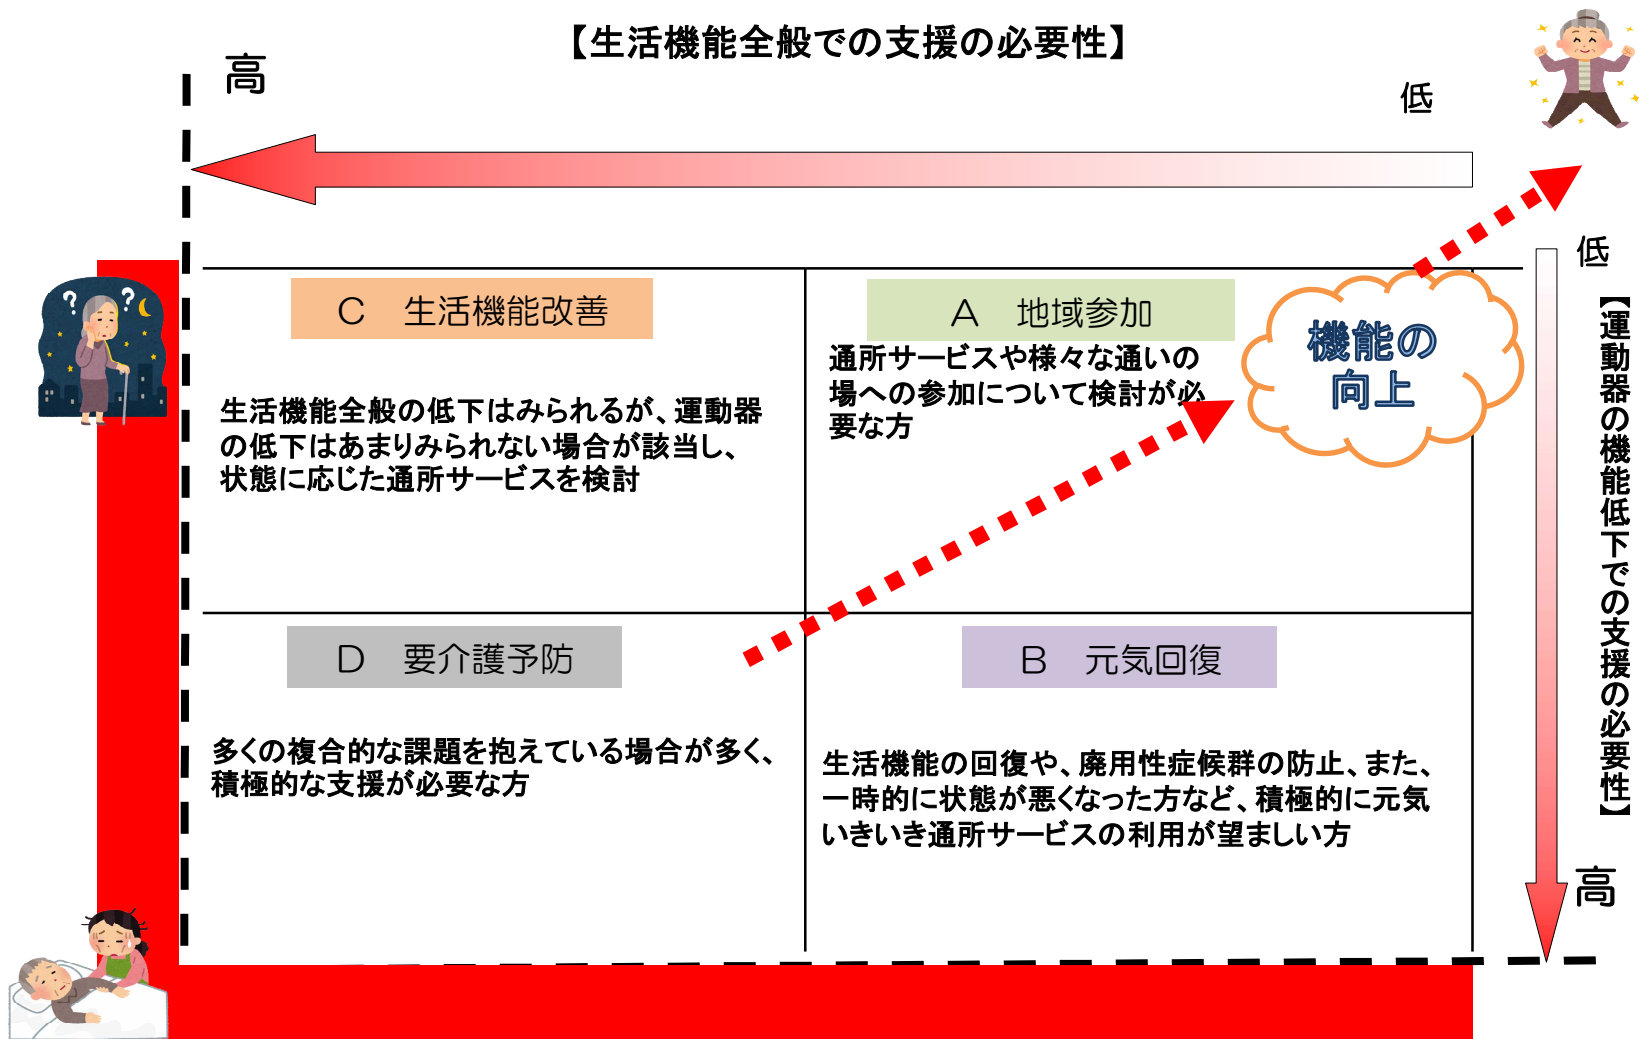 【生活機能全般での支援の必要性】
高
低
低
【運動器の機能低下での支援の必要性】
高
C　生活機能改善
生活機能全般の低下はみられるが、運動器
の低下はあまりみられない場合が該当し、
状態に応じた通所サービスを検討
A　地域参加
通所サービスや様々な通いの
場への参加について検討が必
要な方
機能の
向上
D　要介護予防
多くの複合的な課題を抱えている場合が多く、
積極的な支援が必要な方
B　元気回復
生活機能の回復や、廃用性症候群の防止、また、
一時的に状態が悪くなった方など、積極的に元気
いきいき通所サービスの利用が望ましい方
? ?